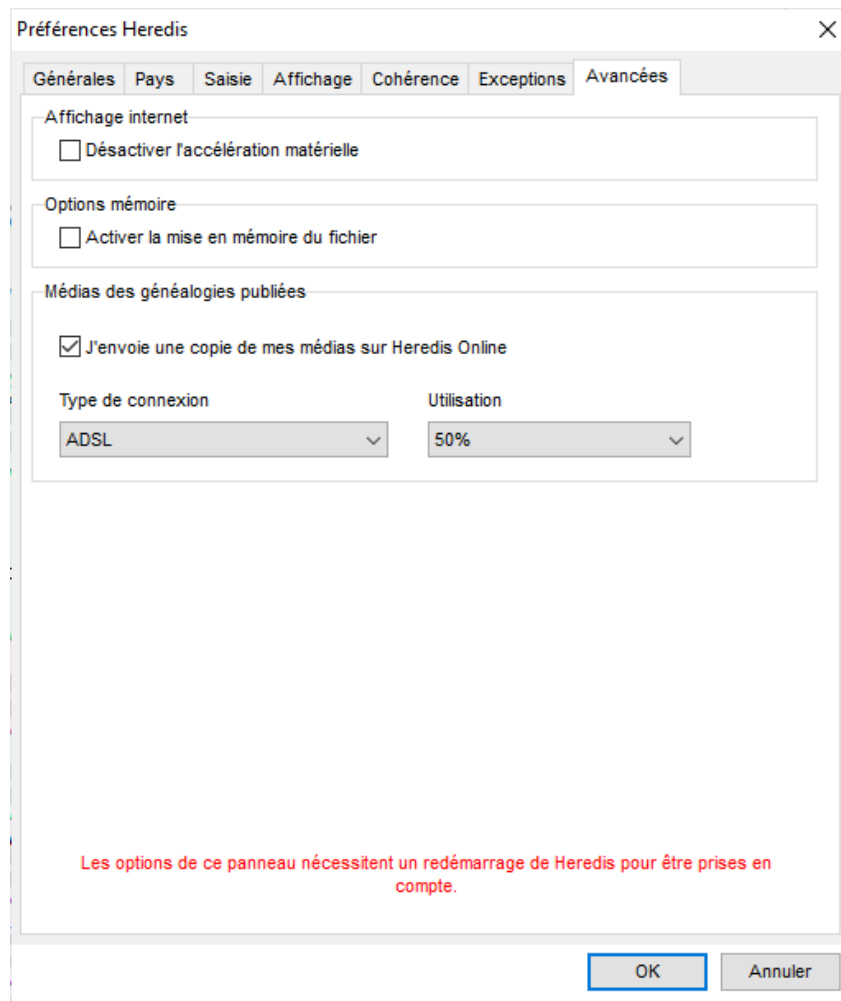 Préférences Heredis
Générales Pays Saisie Affichage Cohérence Exceptions Avancées
Affichage internet
Désactiver l'accélération matérielle
Options mémoire
Activer la mise en mémoire du fichier
Médias des généalogies publiées
J'envoie une copie de mes médias sur Heredis Online
Type de connexion Utilisation
ADSL 50%
Les options de ce panneau nécessitent un redémarrage de Heredis pour être prises en
compte.
OK Annuler